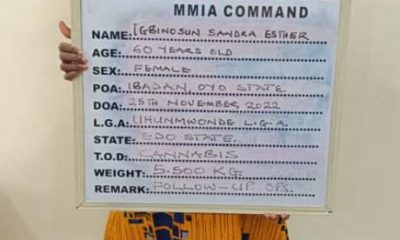 MMIA COMMAND
NAME: IGBINOSUN SANDRA ESTHER
AGE: 60 YEARS OLD
SEX: FEMALE
POA: IBADAN, OYO STATE.
DOA: 25TH NOVEMBER, 2022
L.G.A: UHUNMWONDE L.G.A.
STATE: EDO STATE.
T.O.D: CANNABIS
WEIGHT: 5.500 KG
REMARK: FOLLOW-UP OPS.